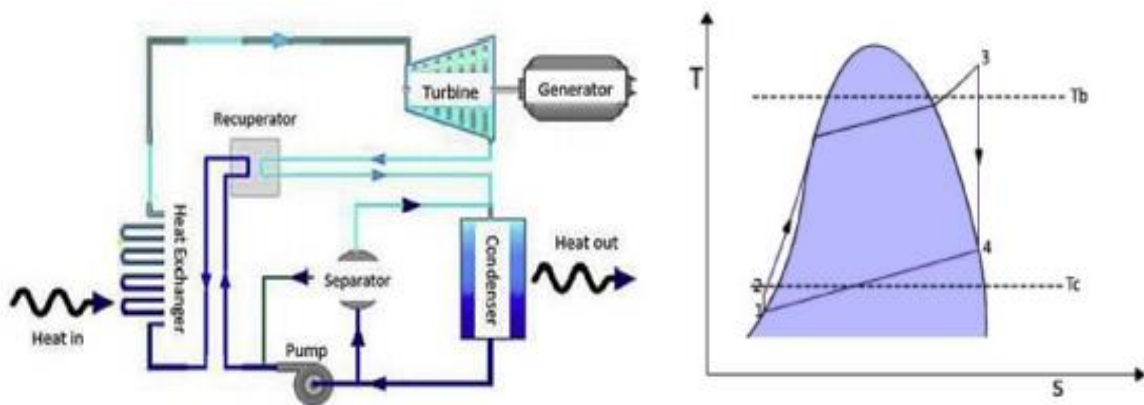 Turbine
Generator
Recuperator
Heat Exchanger
Separator
Condenser
Heat out
Heat in
Pump
T
3
Tb
4
2
Tc
1
S